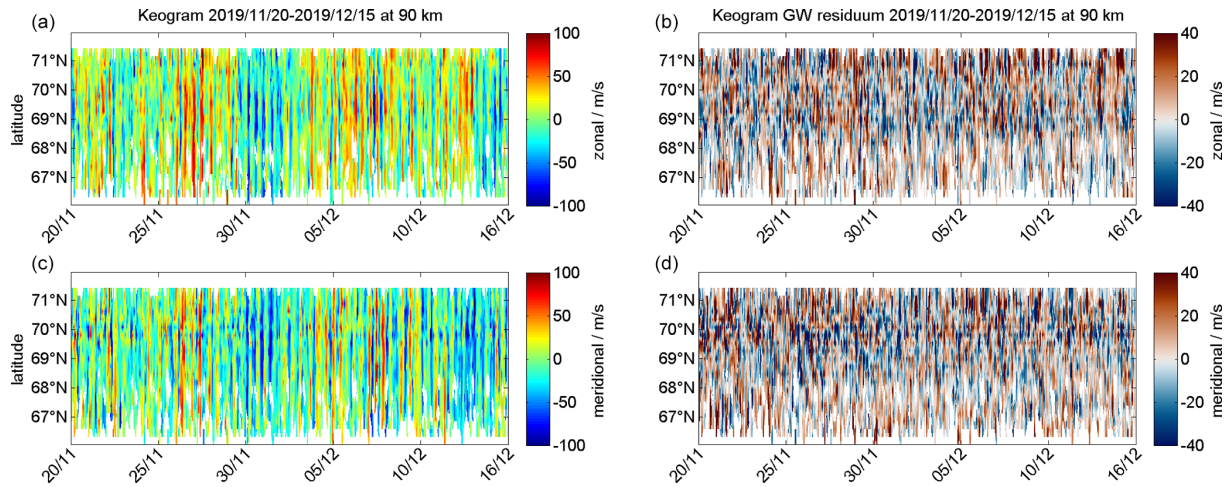 (a) Keogram 2019/11/20-2019/12/15 at 90 km
71°N
70°N
69°N
68°N
67°N
latitude
20/11 25/11 30/11 05/12 10/12 16/12
100
50
0
-50
-100
zonal / m/s
(b) Keogram GW residuum 2019/11/20-2019/12/15 at 90 km
71°N
70°N
69°N
68°N
67°N
20/11 25/11 30/11 05/12 10/12 16/12
40
20
0
-20
-40
zonal / m/s
(c)
71°N
70°N
69°N
68°N
67°N
latitude
20/11 25/11 30/11 05/12 10/12 16/12
100
50
0
-50
-100
meridional / m/s
(d)
71°N
70°N
69°N
68°N
67°N
20/11 25/11 30/11 05/12 10/12 16/12
40
20
0
-20
-40
meridional / m/s